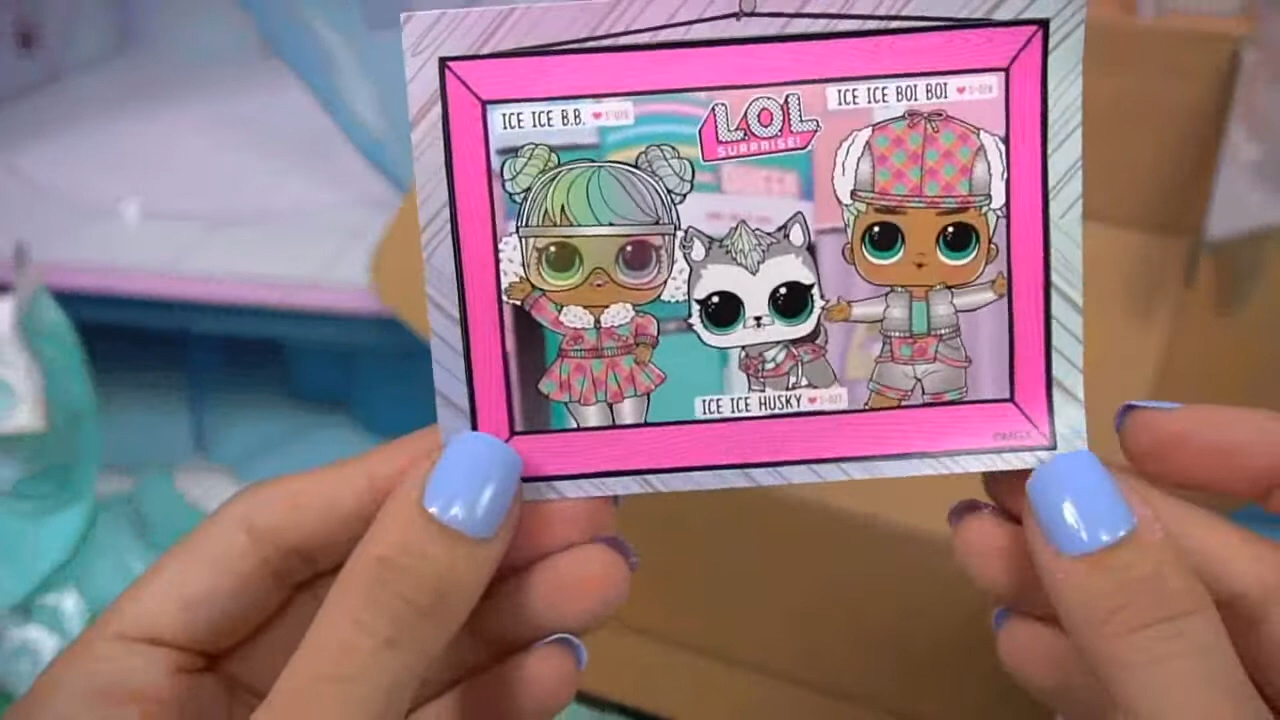 ICE ICE B.B.
L.O.L.
SURPRISE!
ICE ICE BOI BOI
ICE ICE HUSKY